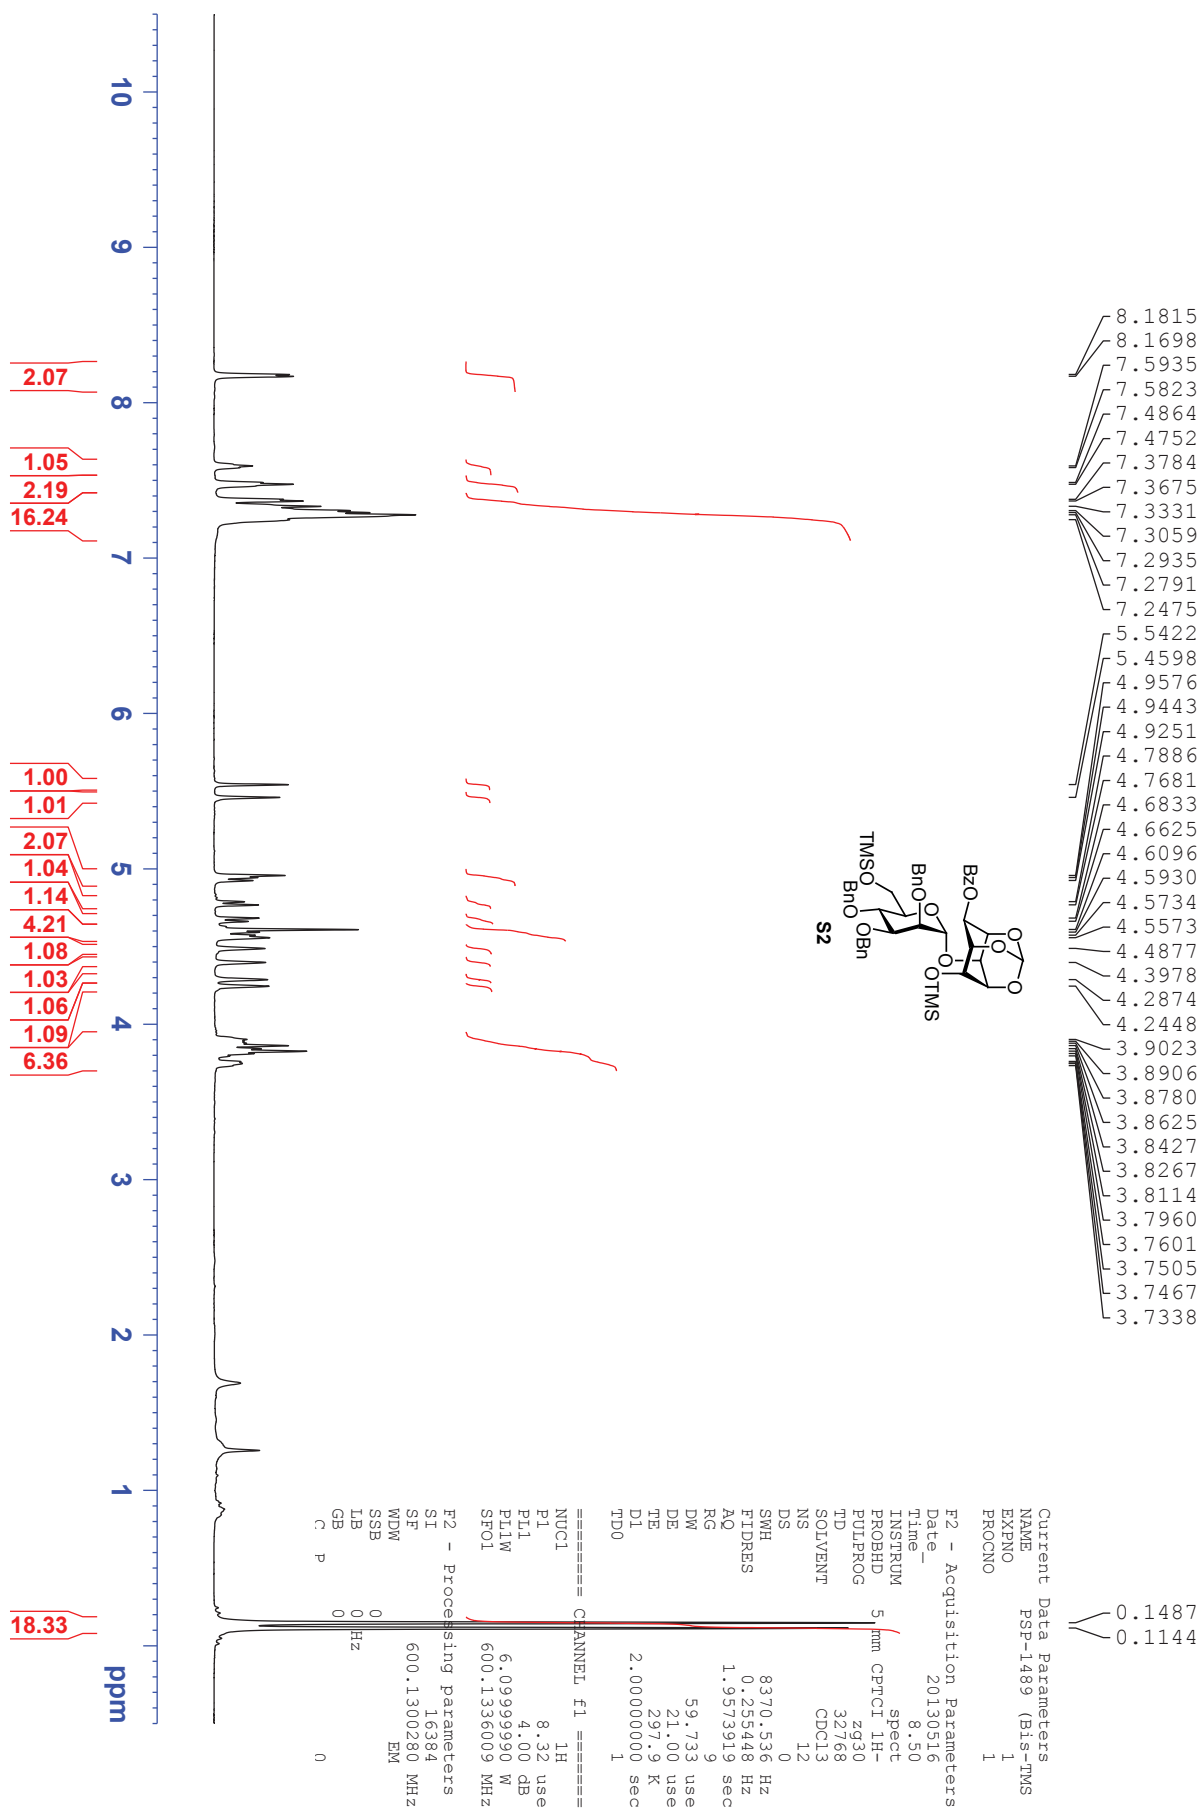 8.1815
8.1698
7.5935
7.5823
7.4864
7.4752
7.3784
7.3675
7.3331
7.3059
7.2935
7.2791
7.2475
5.5422
5.4598
4.9576
4.9443
4.9251
4.7886
4.7681
4.6833
4.6625
4.6096
4.5930
4.5734
4.5573
4.4877
4.3978
4.2874
4.2448
3.9023
3.8906
3.8780
3.8625
3.8427
3.8267
3.8114
3.7960
3.7601
3.7505
3.7467
3.7338
0.1487
0.1144
Current Data Parameters
NAME PSP-1489 (Bis-TMS
EXPNO 1
PROCNO 1
F2 - Acquisition Parameters
Date_ 20130516
Time_ 8.50
INSTRUM spect
PROBHD 5 mm CPTCI 1H-
PULPROG zg30
TD 32768
SOLVENT CDCl3
NS 12
DS 0
SWH 8370.536 Hz
FIDRES 0.255448 Hz
AQ 1.9573919 sec
RG 9
DW 59.733 use
DE 21.00 use
TE 297.9 K
D1 2.00000000 sec
TD0 1
======== CHANNEL f1 ========
NUC1 1H
P1 8.32 use
PL1 4.00 dB
PL1W 6.09999990 W
SFO1 600.1336009 MHz
F2 - Processing parameters
SI 16384
SF 600.1300280 MHz
WDW EM
SSB 0
LB 0 Hz
GB 0
C P 0
BzO
O
O
O
O
OTMS
BnO
O
TMSO
BnO
OBn
S2
10 9 8 7 6 5 4 3 2 1 ppm
2.07
1.05
2.19
16.24
1.00
1.01
2.07
1.04
1.14
4.21
1.08
1.03
1.06
1.09
6.36
18.33